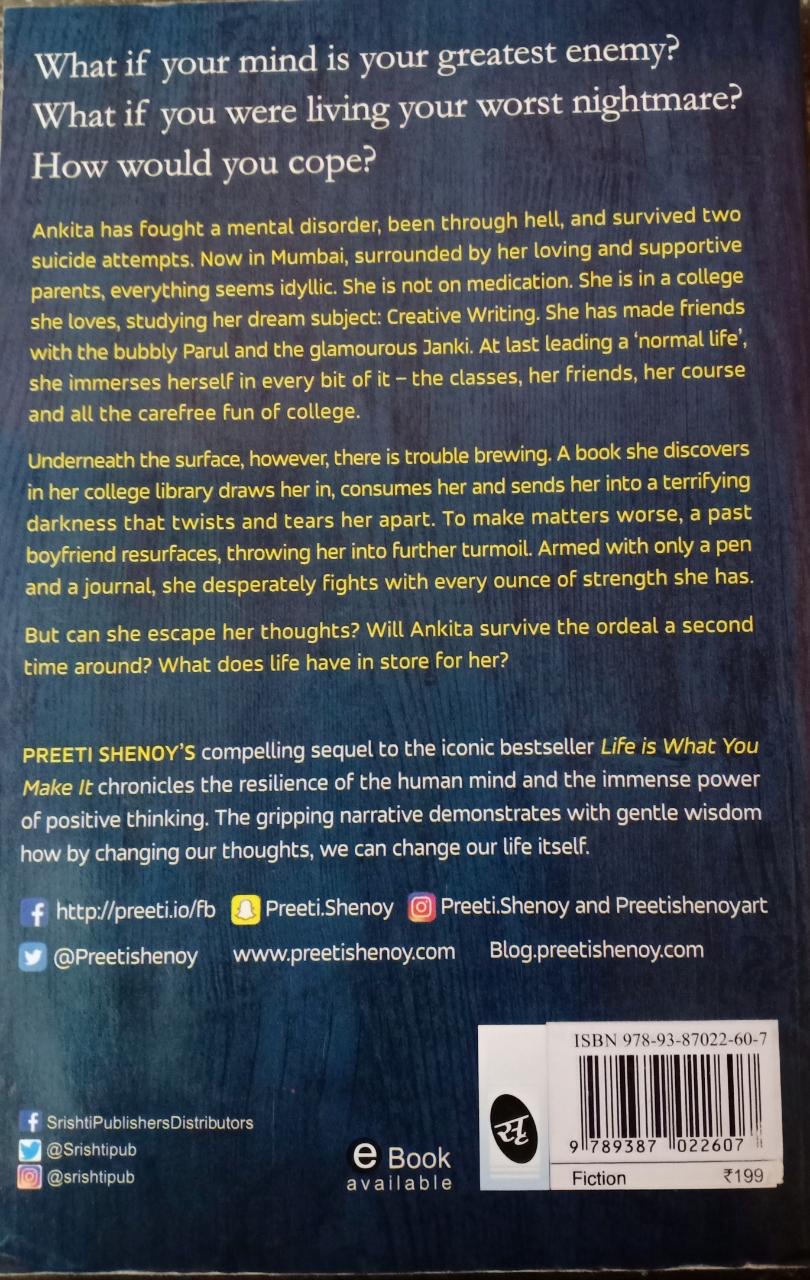 What if your mind is your greatest enemy?
What if you were living your worst nightmare?
How would you cope?
Ankita has fought a mental disorder, been through hell, and survived two
suicide attempts. Now in Mumbai, surrounded by her loving and supportive
parents, everything seems idyllic. She is not on medication. She is in a college
she loves, studying her dream subject: Creative Writing. She has made friends
with the bubbly Parul and the glamourous Janki. At last leading a ‘normal life’,
she immerses herself in every bit of it – the classes, her friends, her course
and all the carefree fun of college.
Underneath the surface, however, there is trouble brewing. A book she discovers
in her college library draws her in, consumes her and sends her into a terrifying
darkness that twists and tears her apart. To make matters worse, a past
boyfriend resurfaces, throwing her into further turmoil. Armed with only a pen
and a journal, she desperately fights with every ounce of strength she has.
But can she escape her thoughts? Will Ankita survive the ordeal a second
time around? What does life have in store for her?
PREETI SHENOY’S compelling sequel to the iconic bestseller Life is What You
Make It chronicles the resilience of the human mind and the immense power
of positive thinking. The gripping narrative demonstrates with gentle wisdom
how by changing our thoughts, we can change our life itself.
http://preeti.io/fb Preeti.Shenoy Preeti.Shenoy and Preetishenoyart
@Preetishenoy www.preetishenoy.com Blog.preetishenoy.com
SrishtiPublishersDistributors
@Srishtipub
@srishtipub
e Book
available
सृ
ISBN 978-93-87022-60-7
9 789387 022607
Fiction ₹199